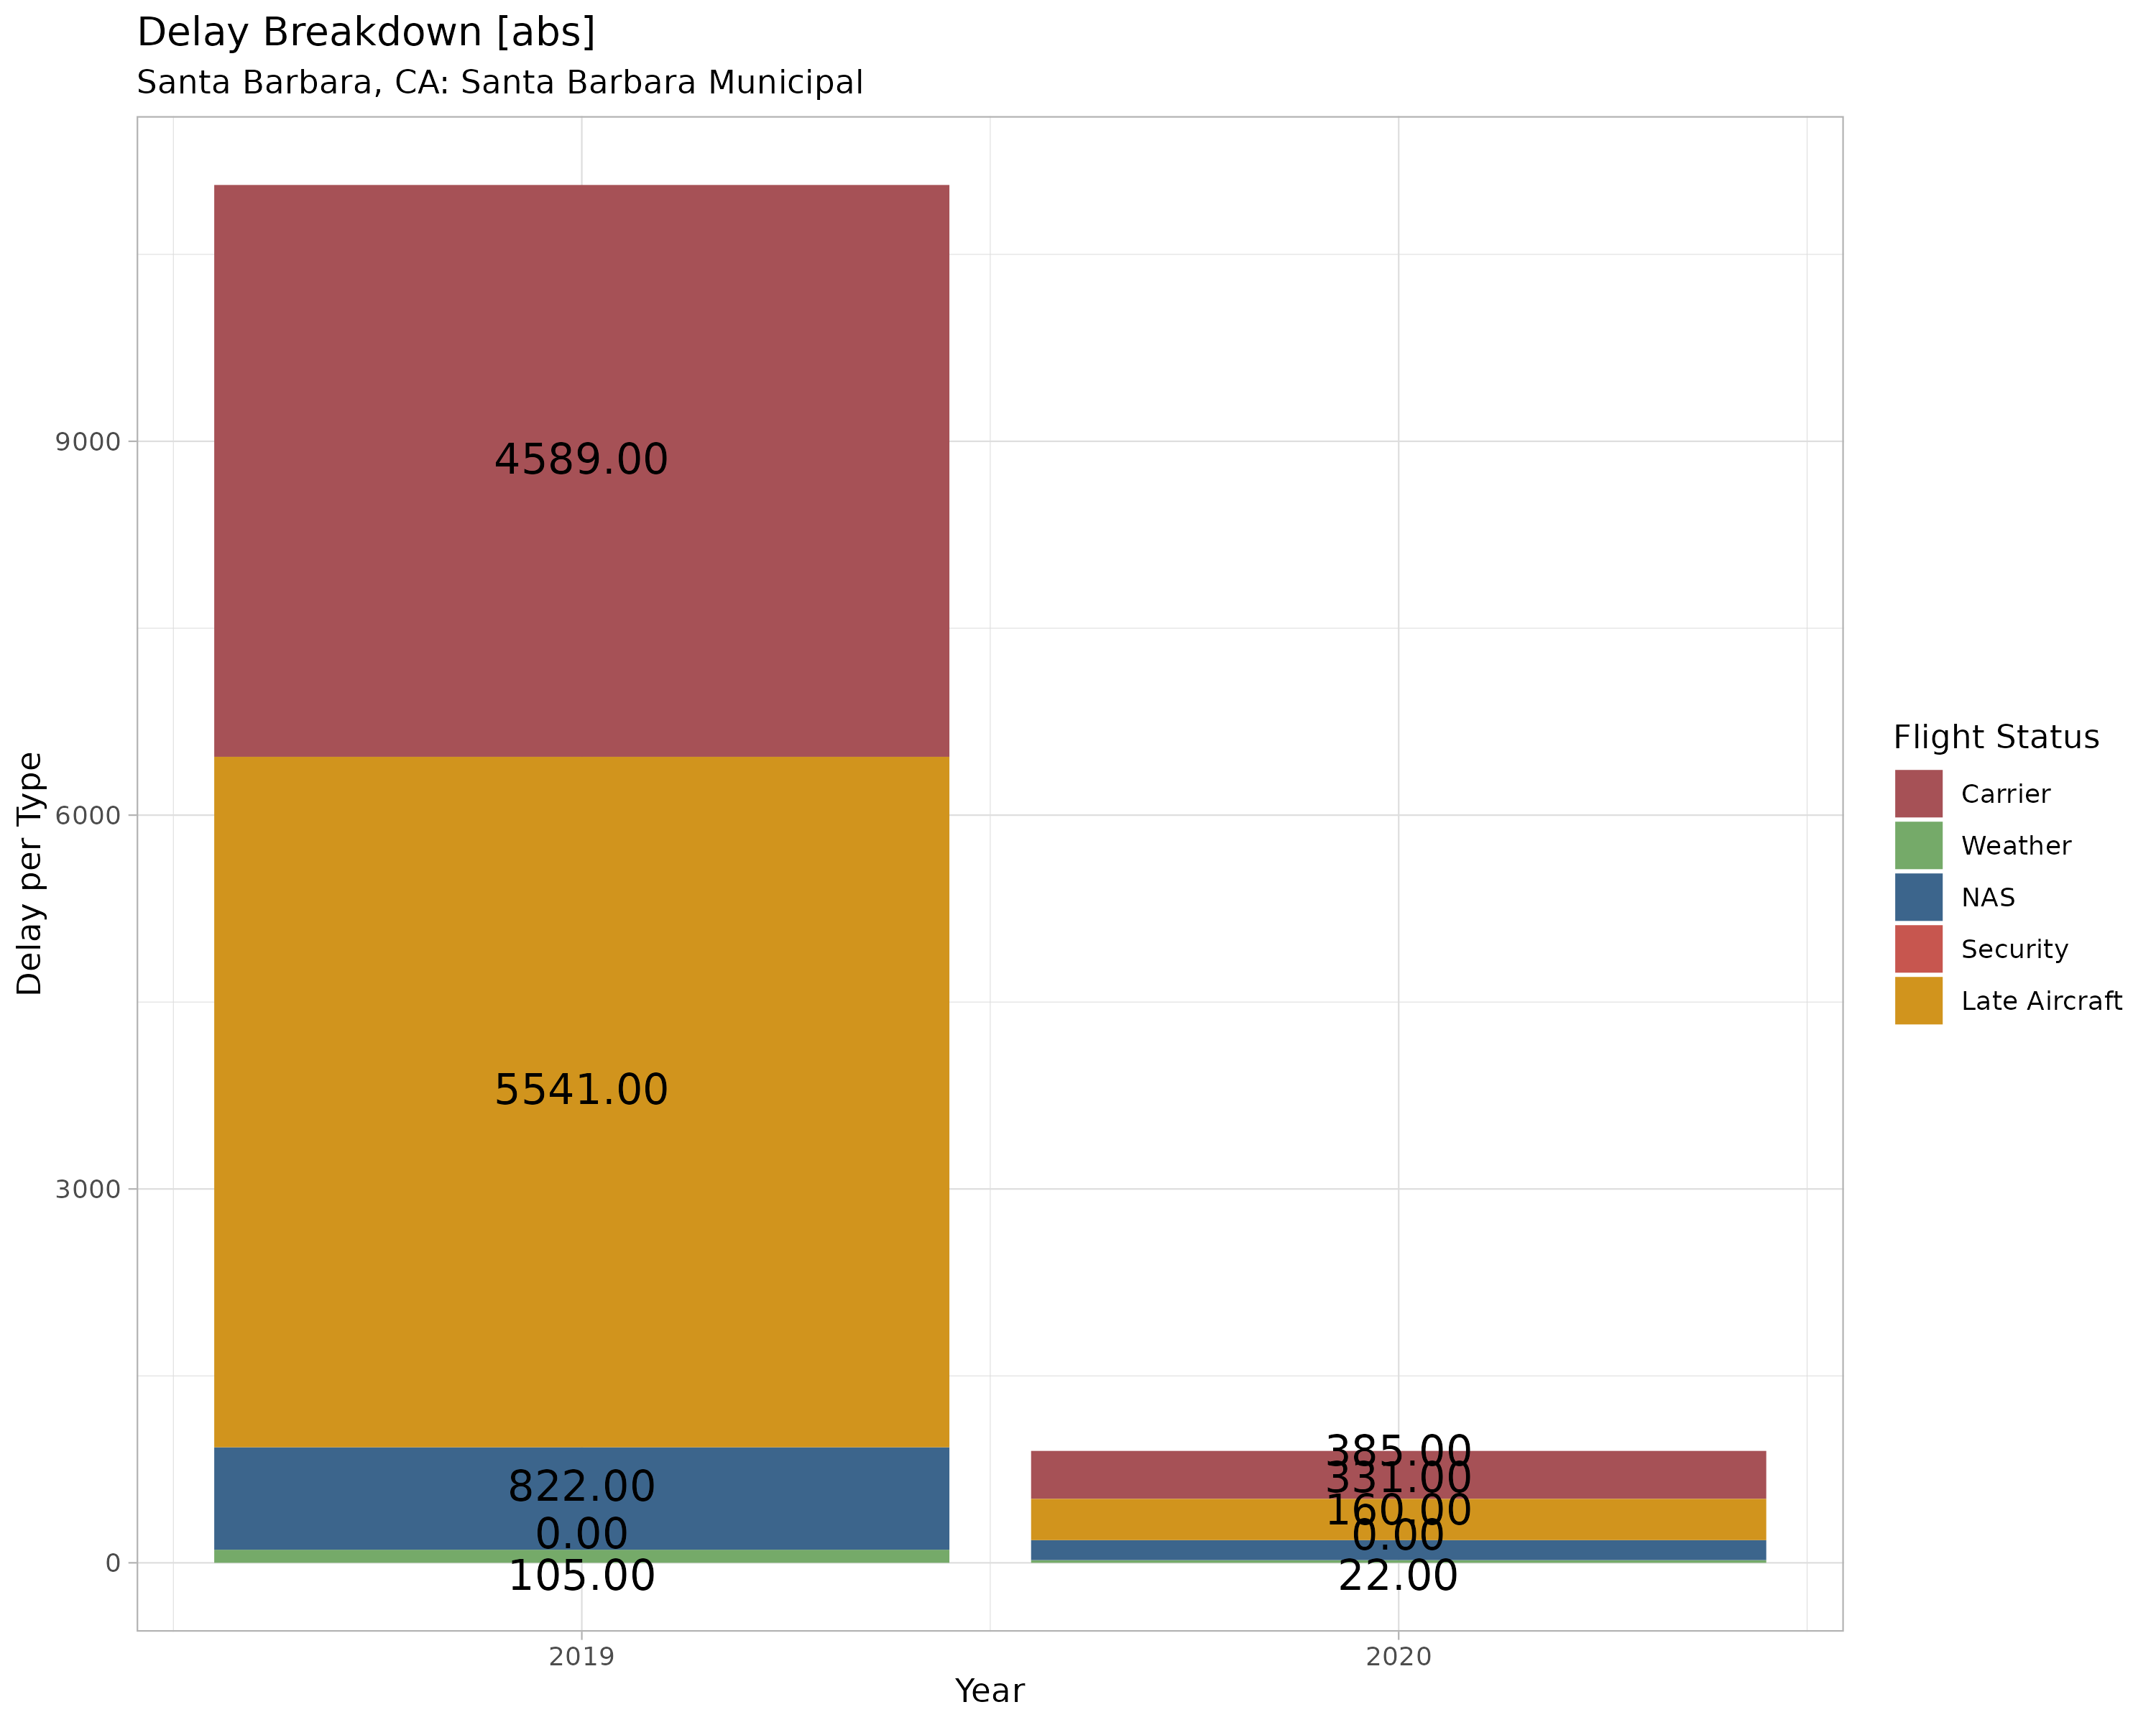 Delay Breakdown [abs]
Santa Barbara, CA: Santa Barbara Municipal
Delay per Type
9000
6000
3000
0
4589.00
5541.00
822.00
0.00
105.00
385.00
331.00
160.00
0.00
22.00
2019
2020
Year
Flight Status
Carrier
Weather
NAS
Security
Late Aircraft